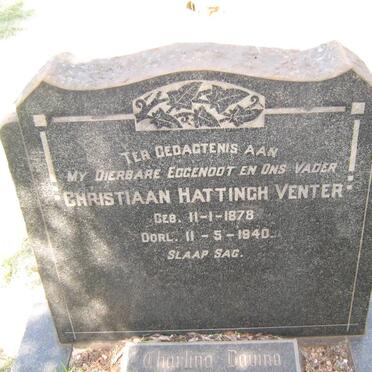 TER GEDAGTENIS AAN
MY DIERBARE EGGENOOT EN ONS VADER
CHRISTIAAN HATTINGH VENTER
GEB. 11-1-1878
OORL. 11-5-1940.
SLAAP SAG.